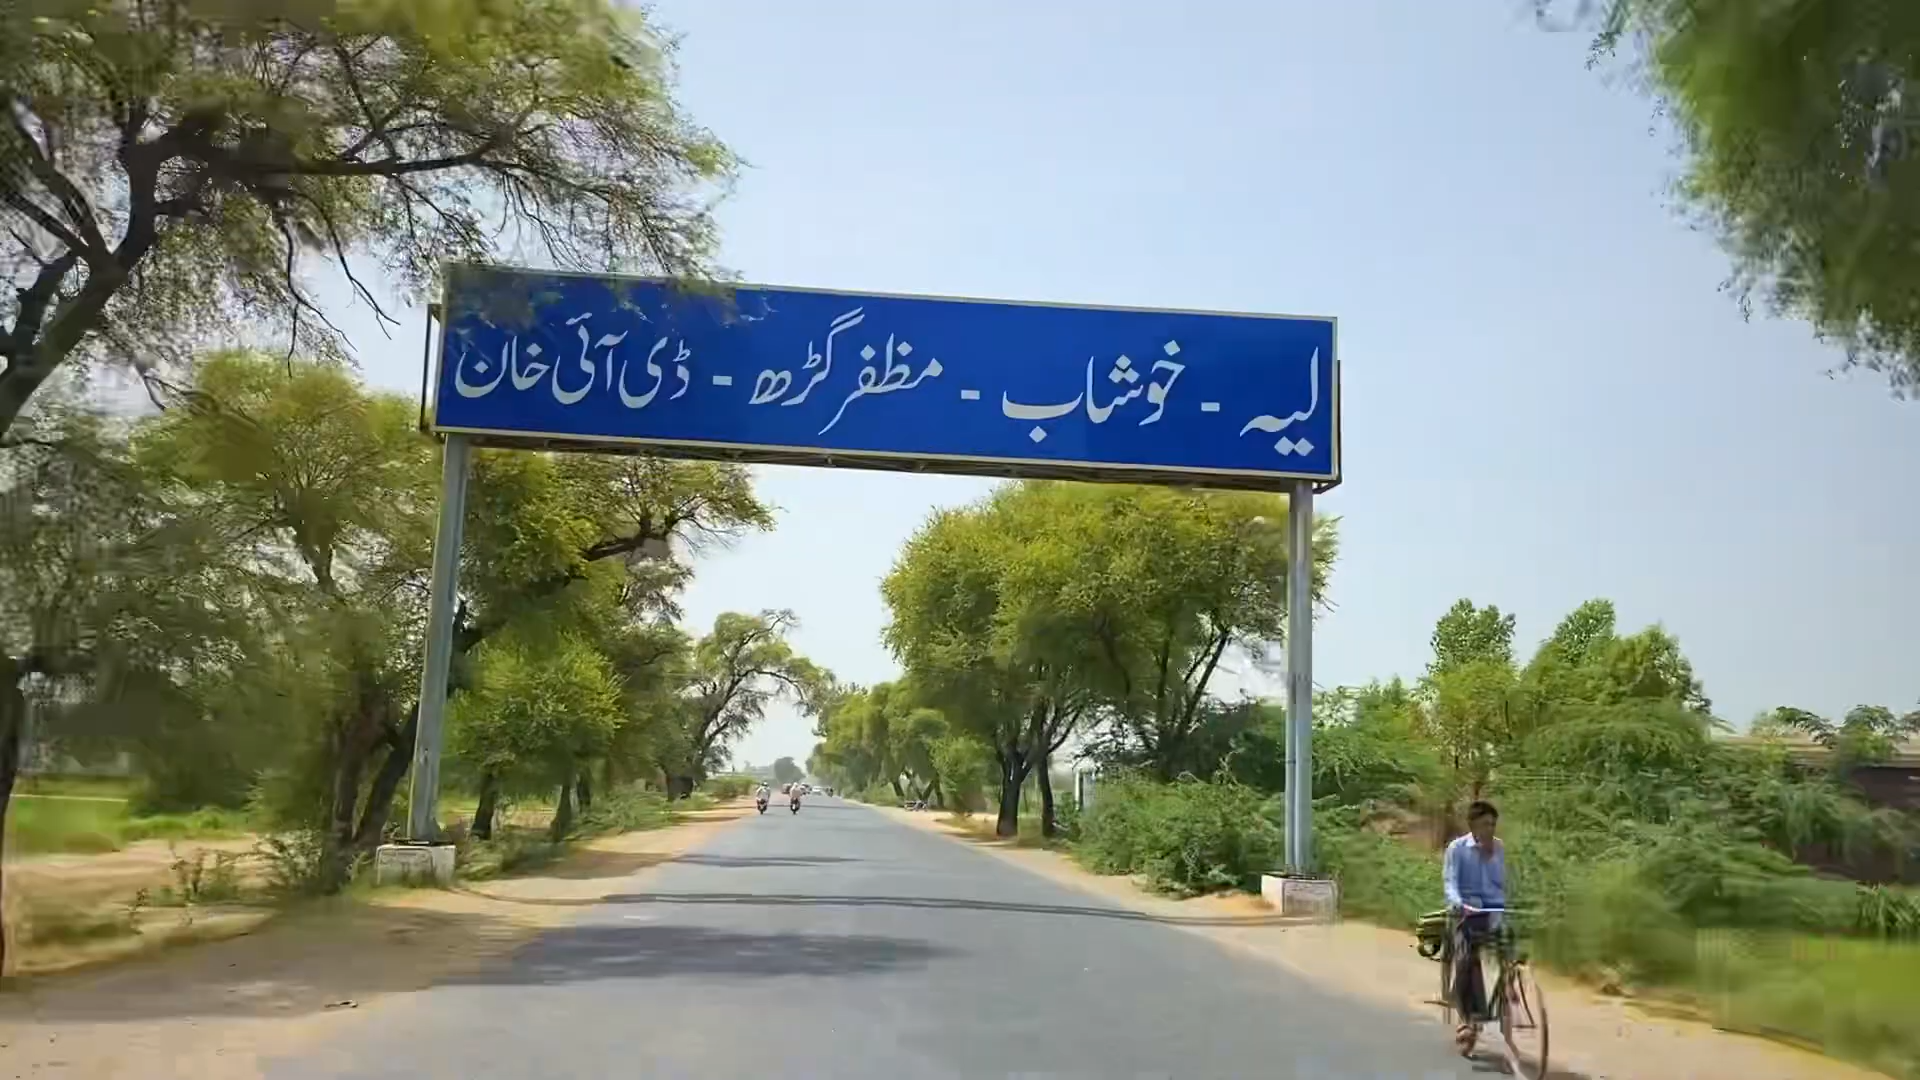 لیہ - خوشاب - مظفر گڑھ - ڈی آئی خان